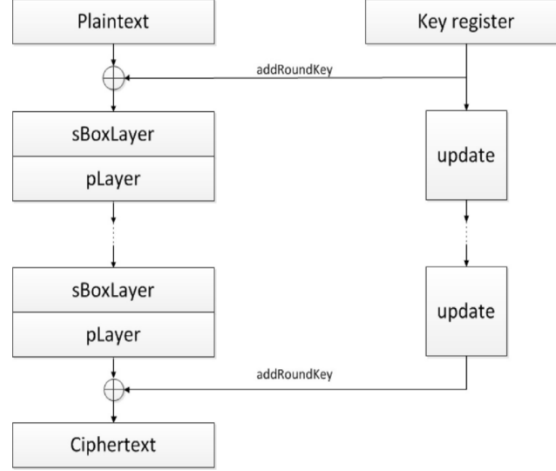 Plaintext
Key register
addRoundKey
sBoxLayer
pLayer
update
sBoxLayer
pLayer
update
addRoundKey
Ciphertext